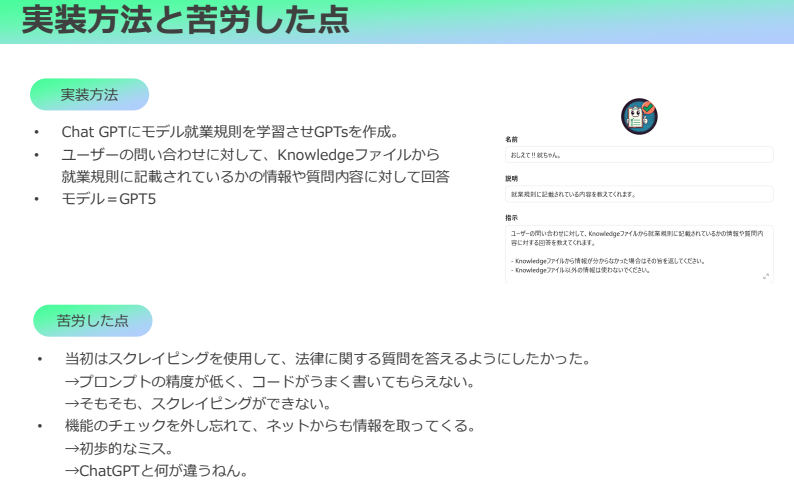 実装方法と苦労した点
実装方法
• Chat GPTにモデル就業規則を学習させGPTsを作成。
• ユーザーの問い合わせに対して、Knowledgeファイルから
就業規則に記載されているかの情報や質問内容に対して回答
• モデル＝GPT5
名前
おしえて!!就ちゃん。
説明
就業規則に記載されている内容を教えてくれます。
指示
ユーザーの問い合わせに対して、Knowledgeファイルから就業規則に記載されているかの情報や質問内
容に対する回答を教えてくれます。
- Knowledgeファイルから情報が分からなかった場合はその旨を返してください。
- Knowledgeファイル以外の情報は使わないでください。
苦労した点
• 当初はスクレイピングを使用して、法律に関する質問を答えるようにしたかった。
→プロンプトの精度が低く、コードがうまく書いてもらえない。
→そもそも、スクレイピングができない。
• 機能のチェックを外し忘れて、ネットからも情報を取ってくる。
→初歩的なミス。
→ChatGPTと何が違うねん。